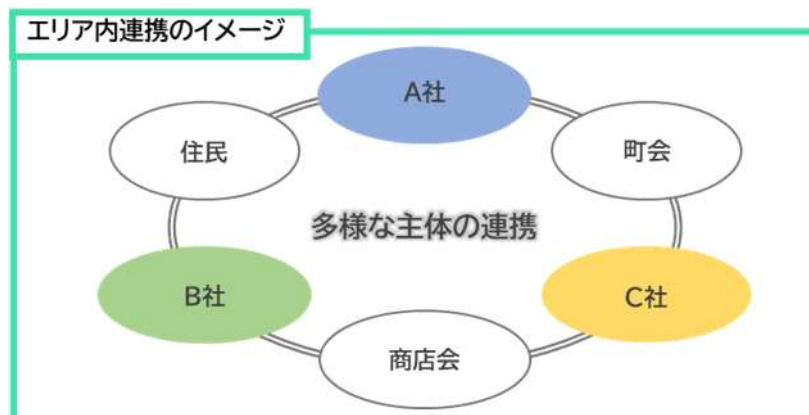 エリア内連携のイメージ
A社
住民
町会
多様な主体の連携
B社
C社
商店会